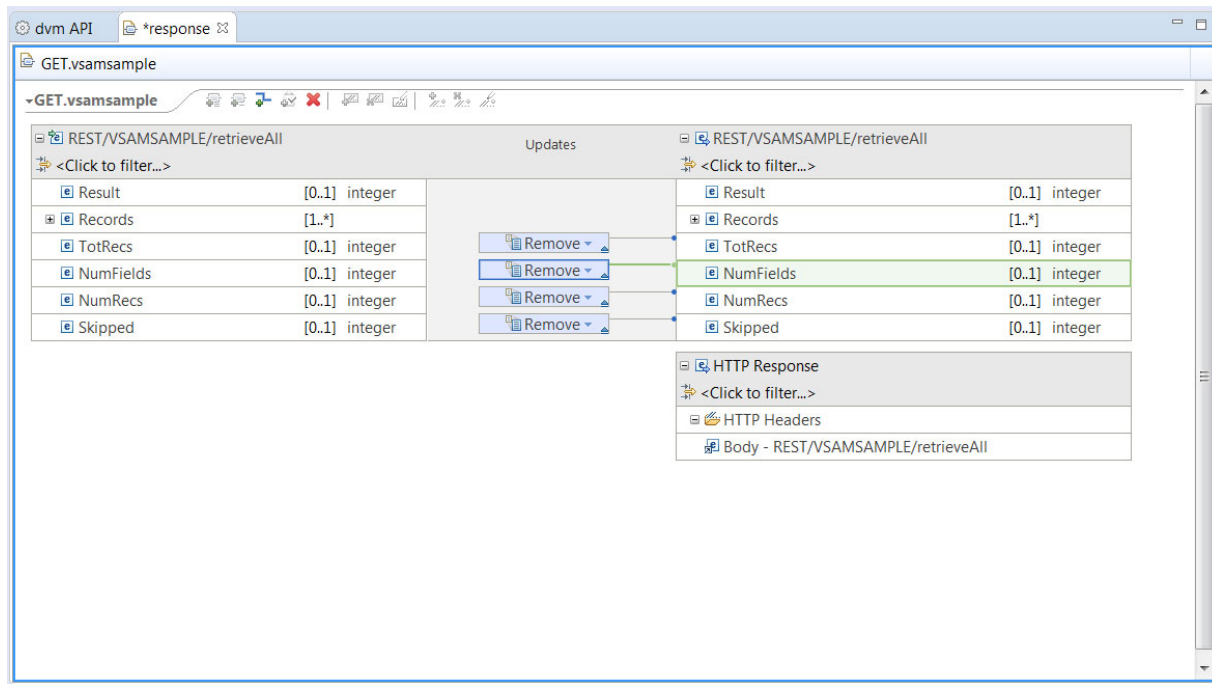 dvm API *response
GET.vsamsample
GET.vsamsample
REST/VSAMSAMPLE/retrieveAll Updates REST/VSAMSAMPLE/retrieveAll
<Click to filter...> <Click to filter...>
Result [0..1] integer Result [0..1] integer
Records [1..*] Records [1..*]
TotRecs [0..1] integer Remove TotRecs [0..1] integer
NumFields [0..1] integer Remove NumFields [0..1] integer
NumRecs [0..1] integer Remove NumRecs [0..1] integer
Skipped [0..1] integer Remove Skipped [0..1] integer
HTTP Response
<Click to filter...>
HTTP Headers
Body - REST/VSAMSAMPLE/retrieveAll